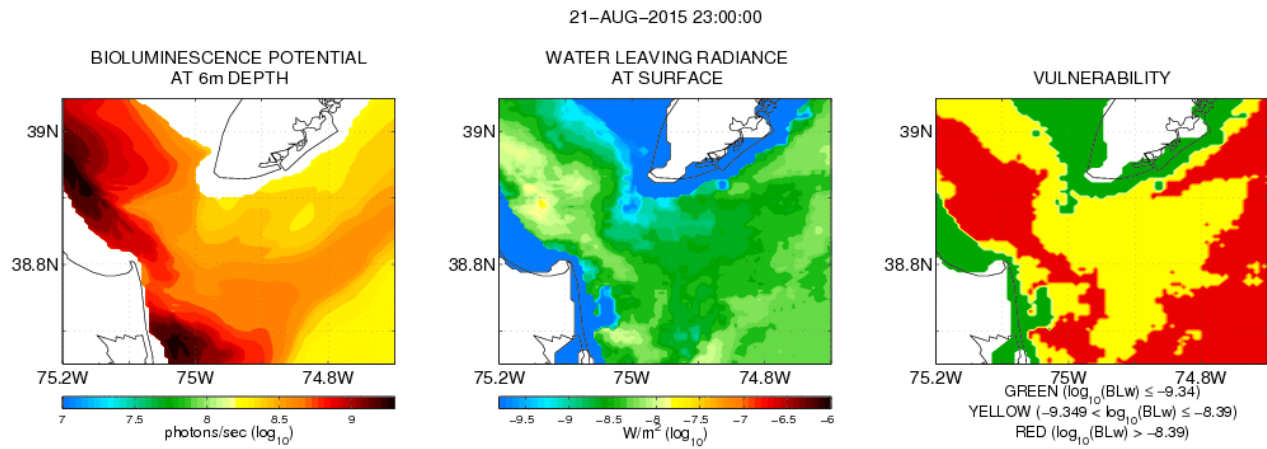 21-AUG-2015 23:00:00
BIOLUMINESCENCE POTENTIAL
AT 6m DEPTH
39N
38.8N
75.2W 75W 74.8W
7 7.5 8 8.5 9
photons/sec (log10)
WATER LEAVING RADIANCE
AT SURFACE
75.2W 75W 74.8W
-9.5 -9 -8.5 -8 -7.5 -7 -6.5 -6
W/m² (log10)
VULNERABILITY
39N
38.8N
75.2W 75W 74.8W
GREEN (log10(BLw) ≤ -9.34)
YELLOW (-9.349 < log10(BLw) ≤ -8.39)
RED (log10(BLw) > -8.39)